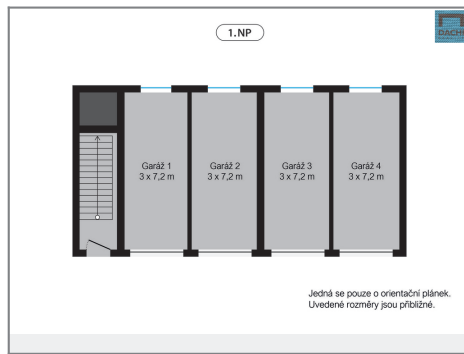 1.NP
DACHI
Garáž 1
3 x 7,2 m
Garáž 2
3 x 7,2 m
Garáž 3
3 x 7,2 m
Garáž 4
3 x 7,2 m
Jedná se pouze o orientační plánek.
Uvedené rozměry jsou přibližné.